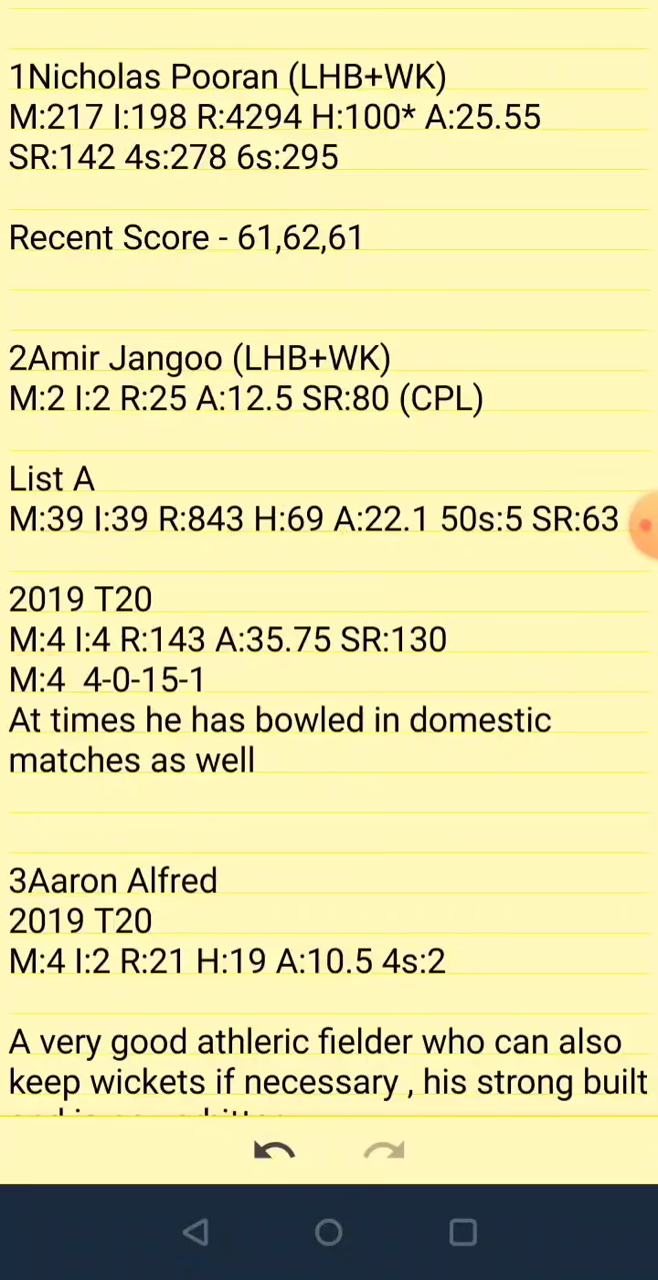 1Nicholas Pooran (LHB+WK)
M:217 I:198 R:4294 H:100* A:25.55
SR:142 4s:278 6s:295
Recent Score - 61,62,61
2Amir Jangoo (LHB+WK)
M:2 I:2 R:25 A:12.5 SR:80 (CPL)
List A
M:39 I:39 R:843 H:69 A:22.1 50s:5 SR:63
2019 T20
M:4 I:4 R:143 A:35.75 SR:130
M:4  4-0-15-1
At times he has bowled in domestic
matches as well
3Aaron Alfred
2019 T20
M:4 I:2 R:21 H:19 A:10.5 4s:2
A very good athleric fielder who can also
keep wickets if necessary , his strong built